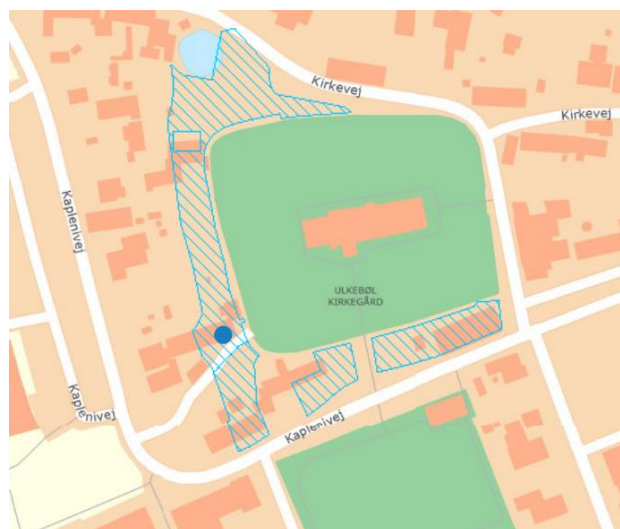 Kirkevej
Kirkevej
Kaplenivej
ULKEBØL
KIRKEGÅRD
Kaplenivej
Kaplenivej